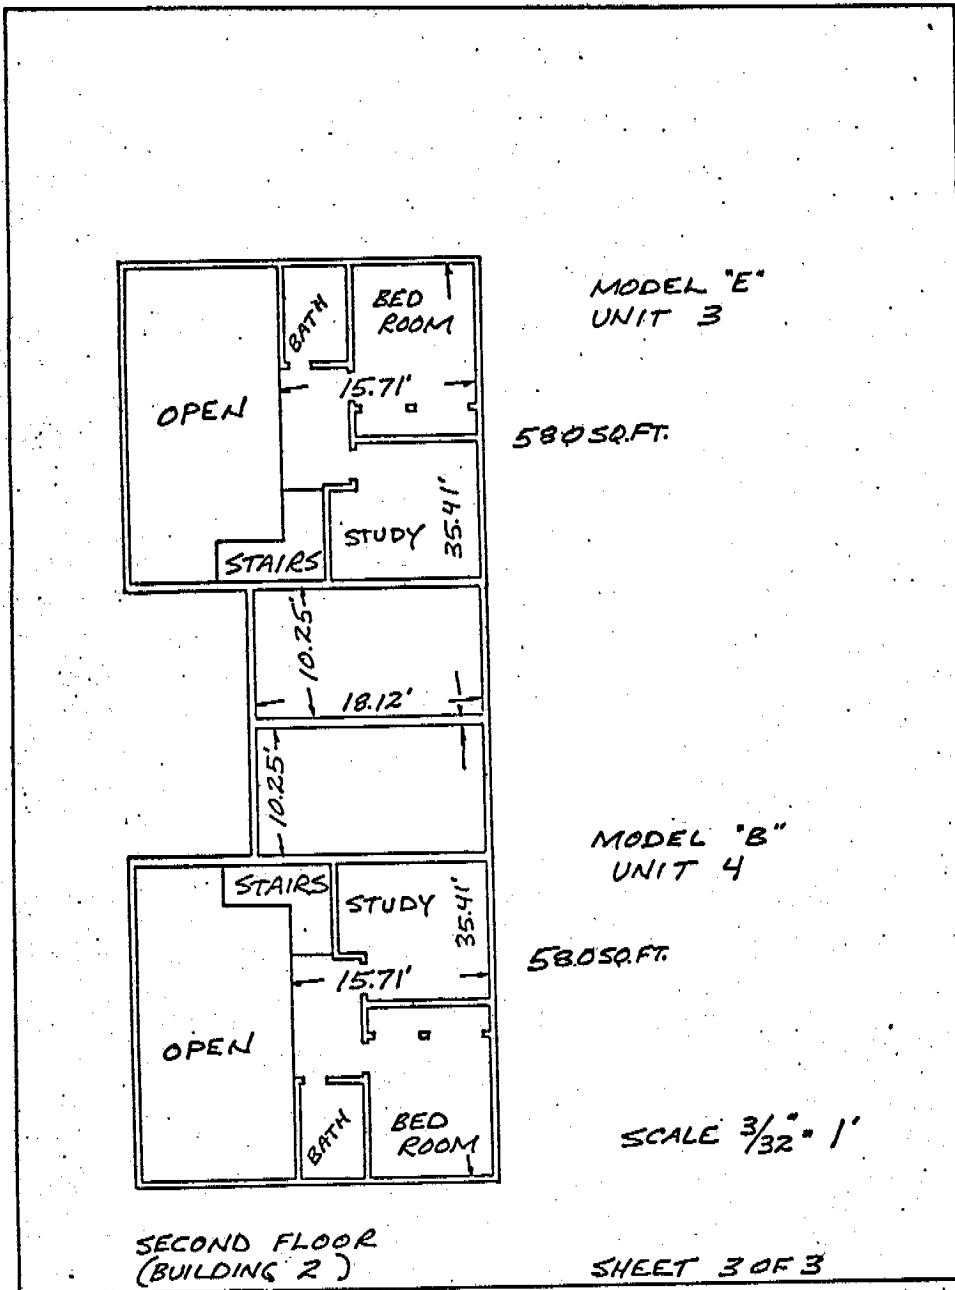 MODEL "E"
UNIT 3
BATH
BED
ROOM
15.71'
OPEN
580 SQ.FT.
35.41'
STUDY
STAIRS
10.25'
18.12'
10.25'
MODEL "B"
UNIT 4
STAIRS
STUDY
35.41'
580 SQ.FT.
15.71'
OPEN
BATH
BED
ROOM
SCALE 3/32" = 1'
SECOND FLOOR
(BUILDING 2)
SHEET 3 OF 3